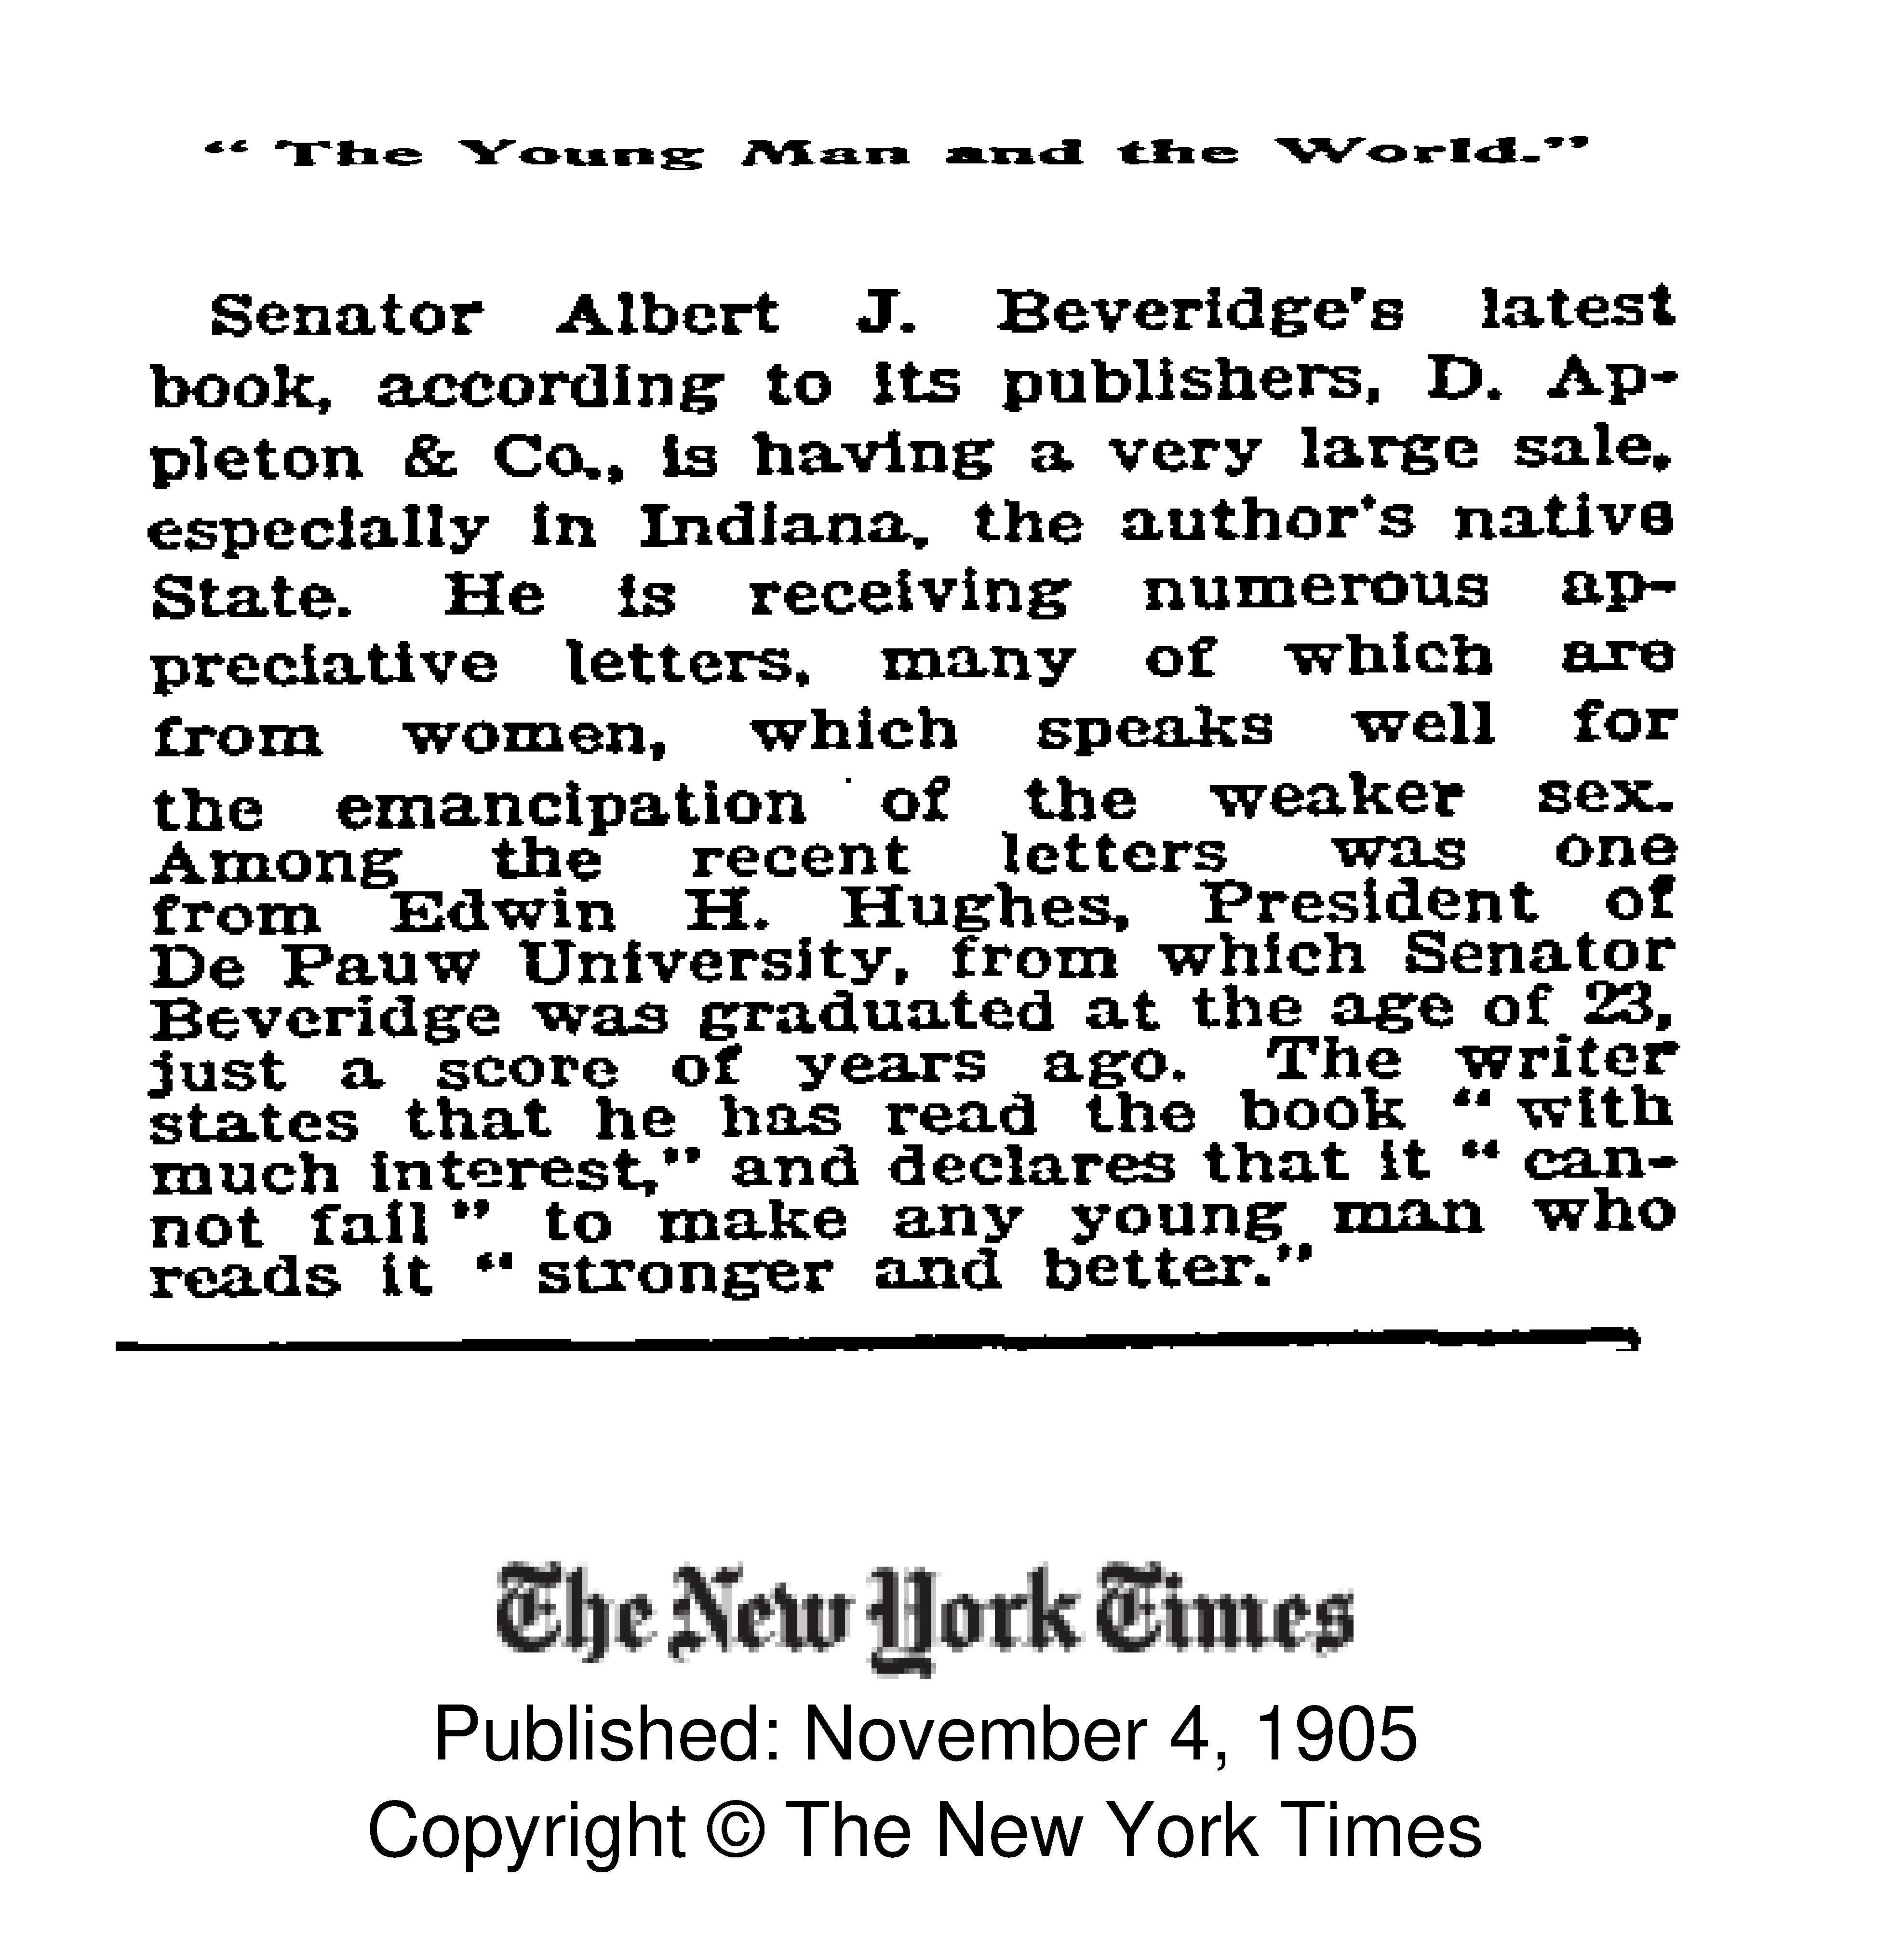 “ The Young Man and the World.”
Senator Albert J. Beveridge's latest
book, according to its publishers, D. Ap-
pleton & Co., is having a very large sale,
especially in Indiana, the author's native
State. He is receiving numerous ap-
preciative letters, many of which are
from women, which speaks well for
the emancipation of the weaker sex.
Among the recent letters was one
from Edwin H. Hughes, President of
De Pauw University, from which Senator
Beveridge was graduated at the age of 23,
just a score of years ago. The writer
states that he has read the book “ with
much interest,” and declares that it “ can-
not fail ” to make any young man who
reads it “ stronger and better.”
The New York Times
Published: November 4, 1905
Copyright © The New York Times